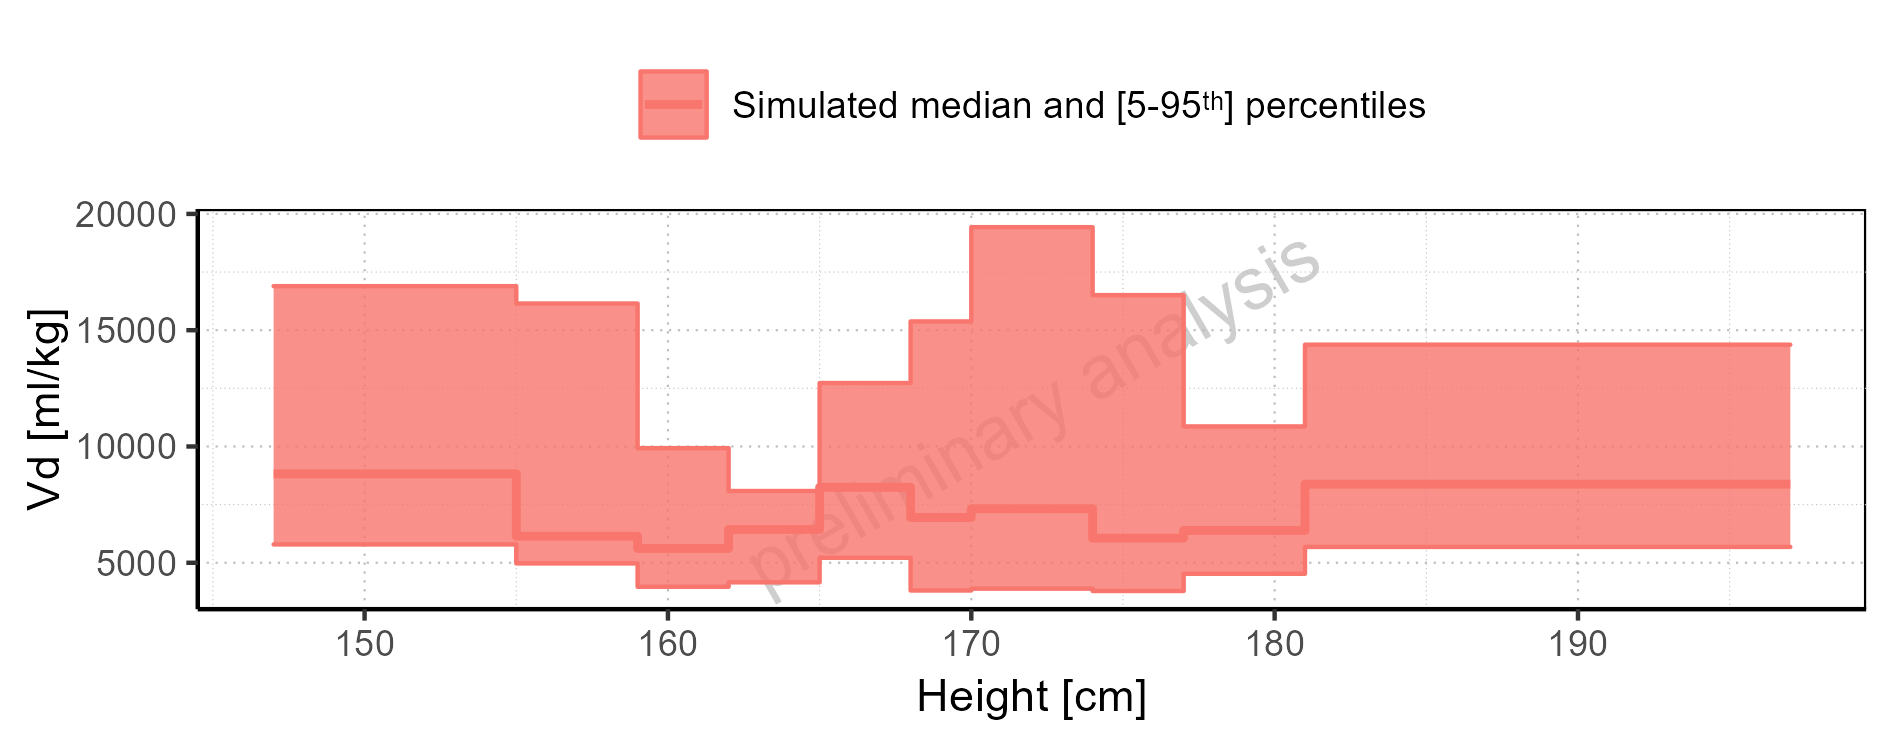 Simulated median and [5-95th] percentiles
20000
15000
10000
5000
Vd [ml/kg]
preliminary analysis
150 160 170 180 190
Height [cm]